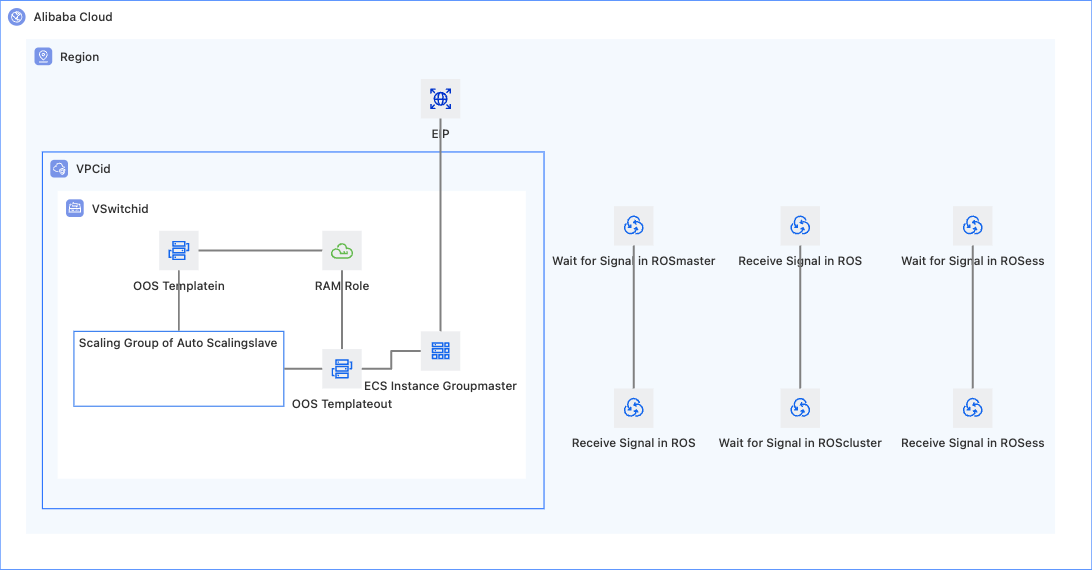 Alibaba Cloud
Region
EIP
VPCid
VSwitchid
OOS Templatein
RAM Role
Scaling Group of Auto Scalingslave
ECS Instance Groupmaster
OOS Templateout
Wait for Signal in ROSmaster
Receive Signal in ROS
Wait for Signal in ROSess
Receive Signal in ROS
Wait for Signal in ROScluster
Receive Signal in ROSess